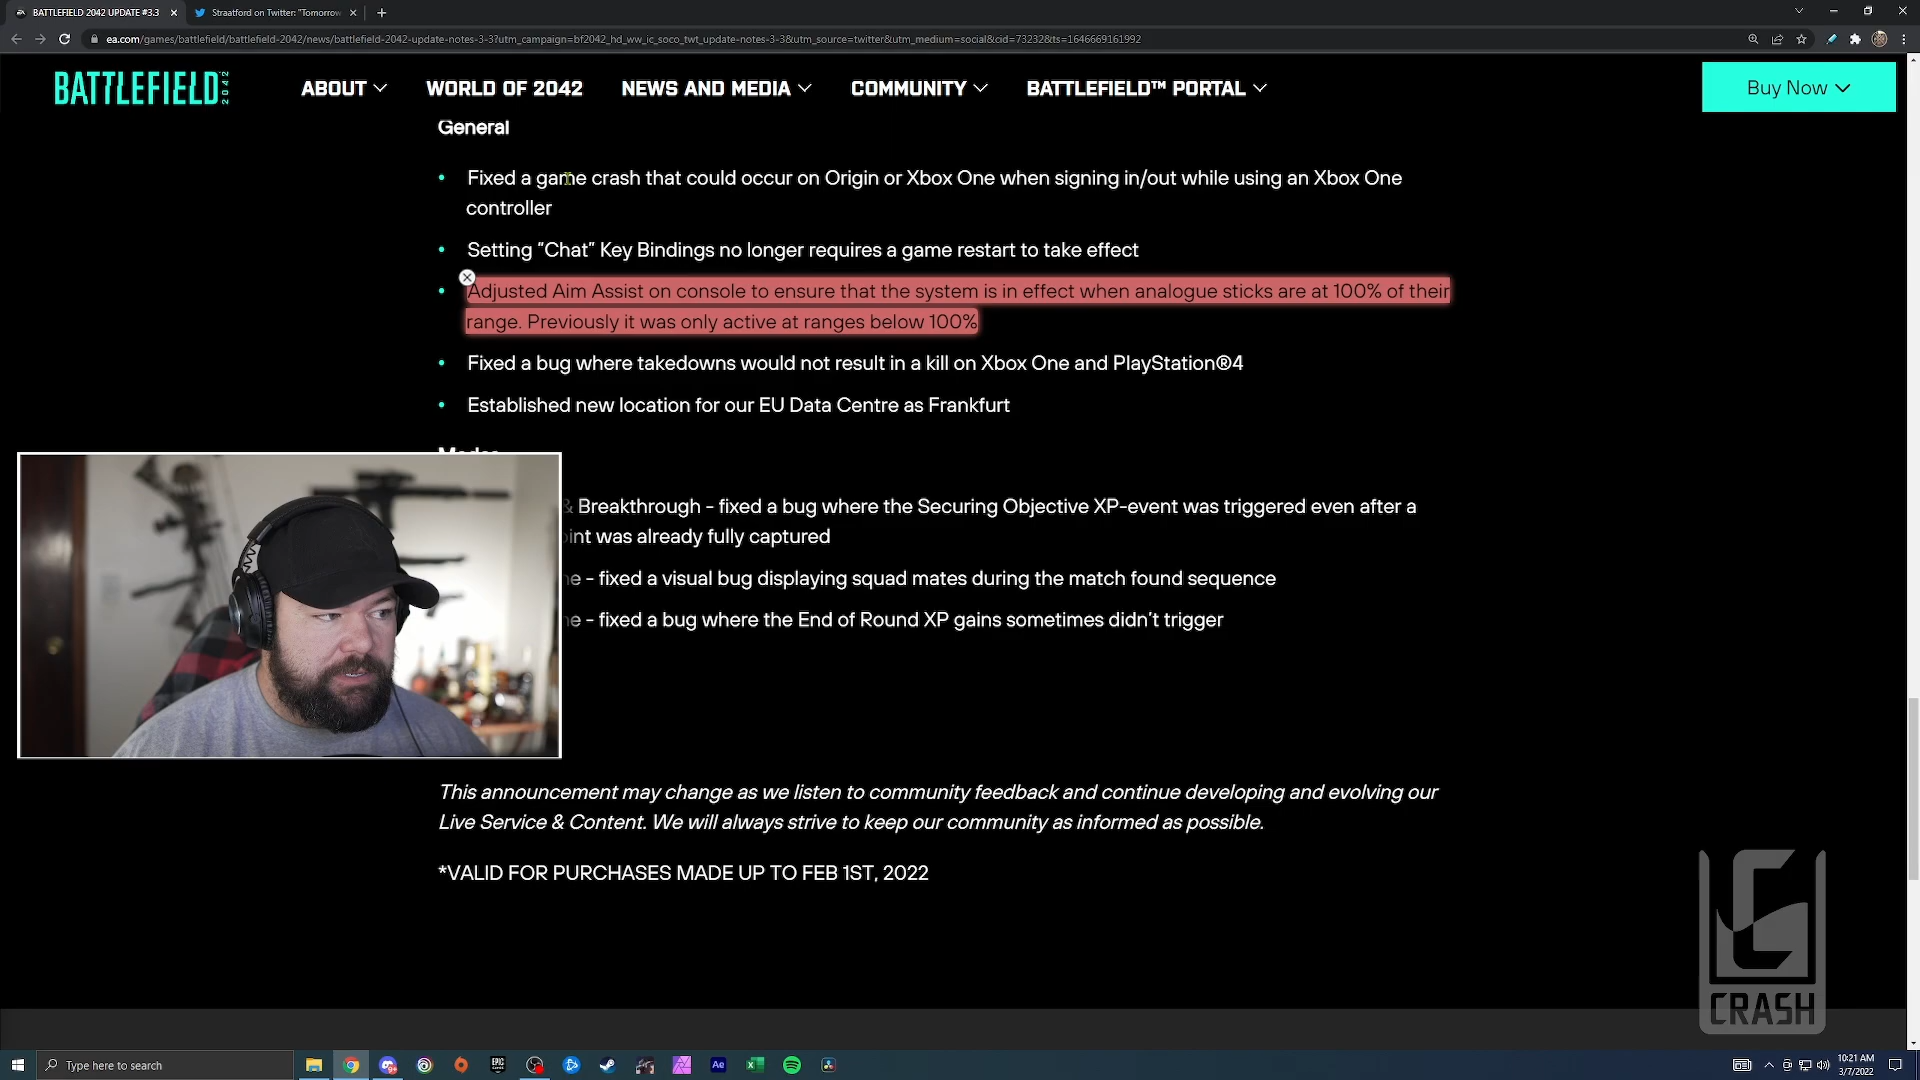 BATTLEFIELD 2042 UPDATE #3.3
Straatford on Twitter: "Tomorrow
ea.com/games/battlefield/battlefield-2042/news/battlefield-2042-update-notes-3-3?utm_campaign=bf2042_hd_ww_ic_soco_twt_update-notes-3-3&utm_source=twitter&utm_medium=social&cid=73232&ts=1646669161992
BATTLEFIELD 2042
ABOUT WORLD OF 2042 NEWS AND MEDIA COMMUNITY BATTLEFIELD™ PORTAL Buy Now
General
• Fixed a game crash that could occur on Origin or Xbox One when signing in/out while using an Xbox One
controller
• Setting “Chat” Key Bindings no longer requires a game restart to take effect
• Adjusted Aim Assist on console to ensure that the system is in effect when analogue sticks are at 100% of their
range. Previously it was only active at ranges below 100%
• Fixed a bug where takedowns would not result in a kill on Xbox One and PlayStation®4
• Established new location for our EU Data Centre as Frankfurt
& Breakthrough - fixed a bug where the Securing Objective XP-event was triggered even after a
was already fully captured
- fixed a visual bug displaying squad mates during the match found sequence
- fixed a bug where the End of Round XP gains sometimes didn’t trigger
This announcement may change as we listen to community feedback and continue developing and evolving our
Live Service & Content. We will always strive to keep our community as informed as possible.
*VALID FOR PURCHASES MADE UP TO FEB 1ST, 2022
CRASH
Type here to search
EPIC
Ae
10:21 AM
3/7/2022